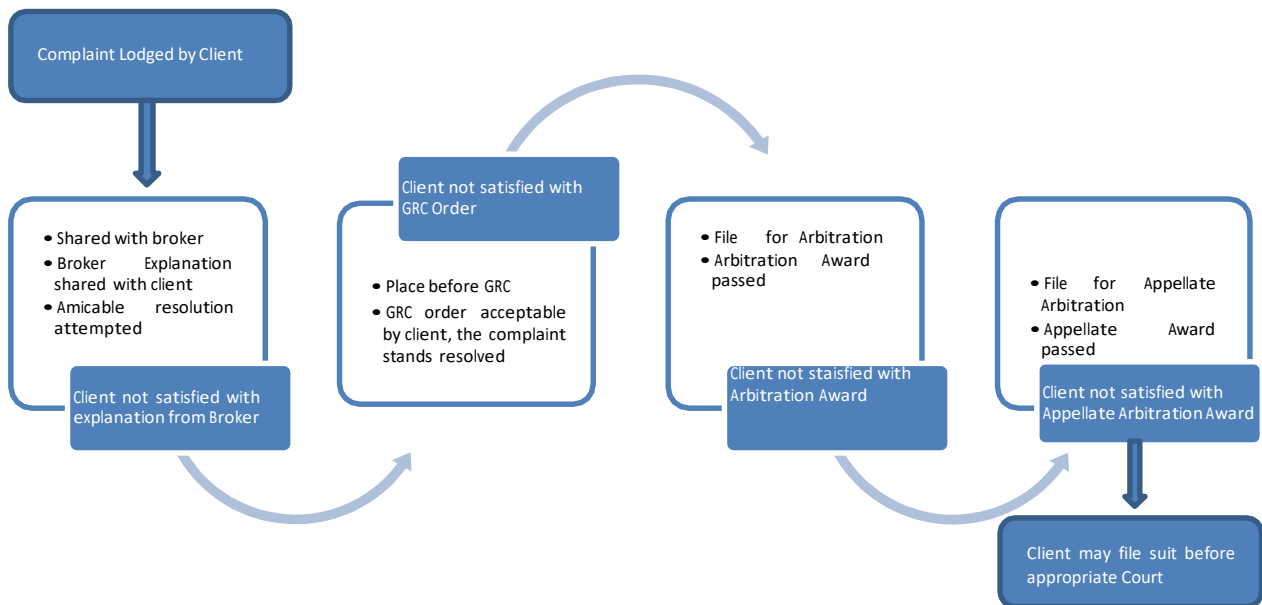 Complaint Lodged by Client
• Shared with broker
• Broker Explanation
shared with client
• Amicable resolution
attempted
Client not satisfied with
explanation from Broker
Client not satisfied with
GRC Order
• Place before GRC
• GRC order acceptable
by client, the complaint
stands resolved
• File for Arbitration
• Arbitration Award
passed
Client not staisfied with
Arbitration Award
• File for Appellate
Arbitration
• Appellate Award
passed
Client not satisfied with
Appellate Arbitration Award
Client may file suit before
appropriate Court